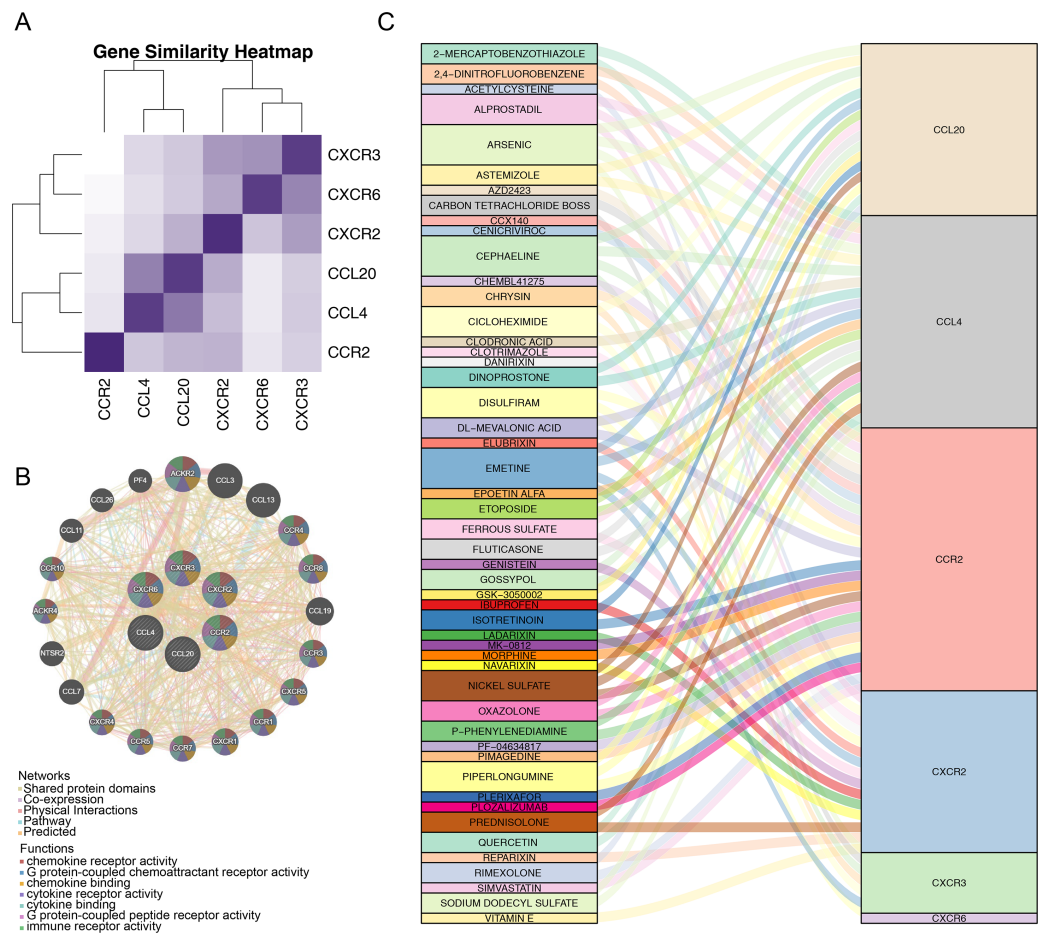 A
Gene Similarity Heatmap
CXCR3
CXCR6
CXCR2
CCL20
CCL4
CCR2
CCR2
CCL4
CCL20
CXCR2
CXCR6
CXCR3
B
ACKR2
CCL3
PF4
CCL13
CCL26
CCR4
CCL11
CXCR3
CCR10
CCR8
CXCR6
CXCR2
ACKR4
CCL19
CCL4
CCR2
NTSR2
CCL20
CCR3
CCL7
CXCR5
CXCR4
CCR1
CCR5
CCR7
CXCR1
Networks
Shared protein domains
Co-expression
Physical Interactions
Pathway
Predicted
Functions
chemokine receptor activity
G protein-coupled chemoattractant receptor activity
chemokine binding
cytokine receptor activity
cytokine binding
G protein-coupled peptide receptor activity
immune receptor activity
C
2−MERCAPTOBENZOTHIAZOLE
2,4−DINITROFLUOROBENZENE
ACETYLCYSTEINE
ALPROSTADIL
ARSENIC
ASTEMIZOLE
AZD2423
CARBON TETRACHLORIDE BOSS
CCX140
CENICRIVIROC
CEPHAELINE
CHEMBL41275
CHRYSIN
CICLOHEXIMIDE
CLODRONIC ACID
CLOTRIMAZOLE
DANIRIXIN
DINOPROSTONE
DISULFIRAM
DL−MEVALONIC ACID
ELUBRIXIN
EMETINE
EPOETIN ALFA
ETOPOSIDE
FERROUS SULFATE
FLUTICASONE
GENISTEIN
GOSSYPOL
GSK−3050002
IBUPROFEN
ISOTRETINOIN
LADARIXIN
MK−0812
MORPHINE
NAVARIXIN
NICKEL SULFATE
OXAZOLONE
P−PHENYLENEDIAMINE
PF−04634817
PIMAGEDINE
PIPERLONGUMINE
PLERIXAFOR
PLOZALIZUMAB
PREDNISOLONE
QUERCETIN
REPARIXIN
RIMEXOLONE
SIMVASTATIN
SODIUM DODECYL SULFATE
VITAMIN E
CCL20
CCL4
CCR2
CXCR2
CXCR3
CXCR6